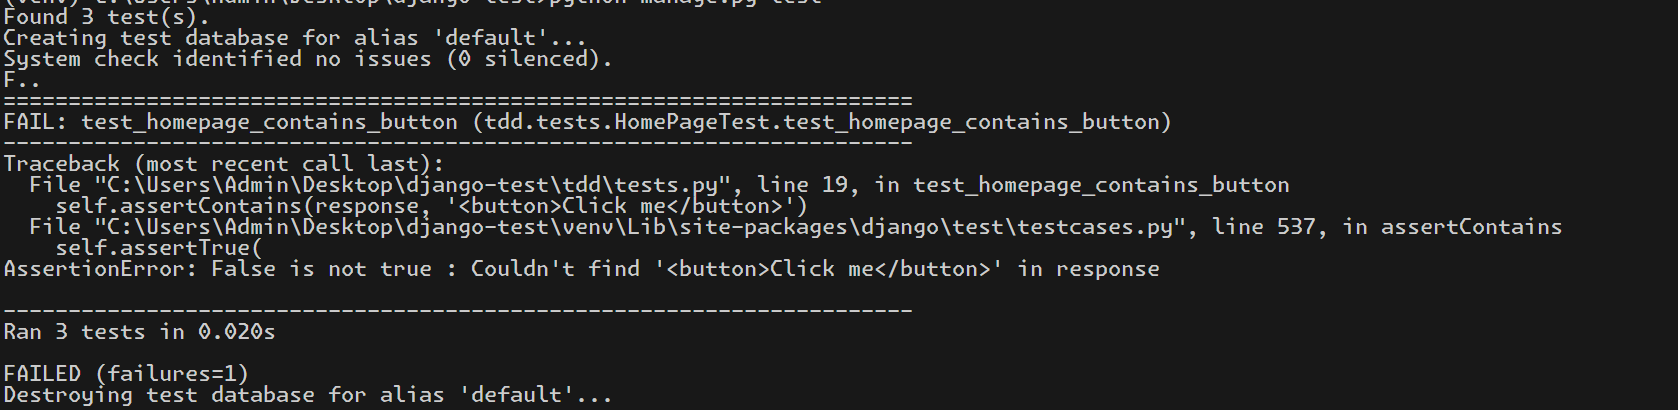 Found 3 test(s).
Creating test database for alias 'default'...
System check identified no issues (0 silenced).
F..
======================================================================
FAIL: test_homepage_contains_button (tdd.tests.HomePageTest.test_homepage_contains_button)
----------------------------------------------------------------------
Traceback (most recent call last):
  File "C:\Users\Admin\Desktop\django-test\tdd\tests.py", line 19, in test_homepage_contains_button
    self.assertContains(response, '<button>Click me</button>')
  File "C:\Users\Admin\Desktop\django-test\venv\Lib\site-packages\django\test\testcases.py", line 537, in assertContains
    self.assertTrue(
AssertionError: False is not true : Couldn't find '<button>Click me</button>' in response

----------------------------------------------------------------------
Ran 3 tests in 0.020s

FAILED (failures=1)
Destroying test database for alias 'default'...